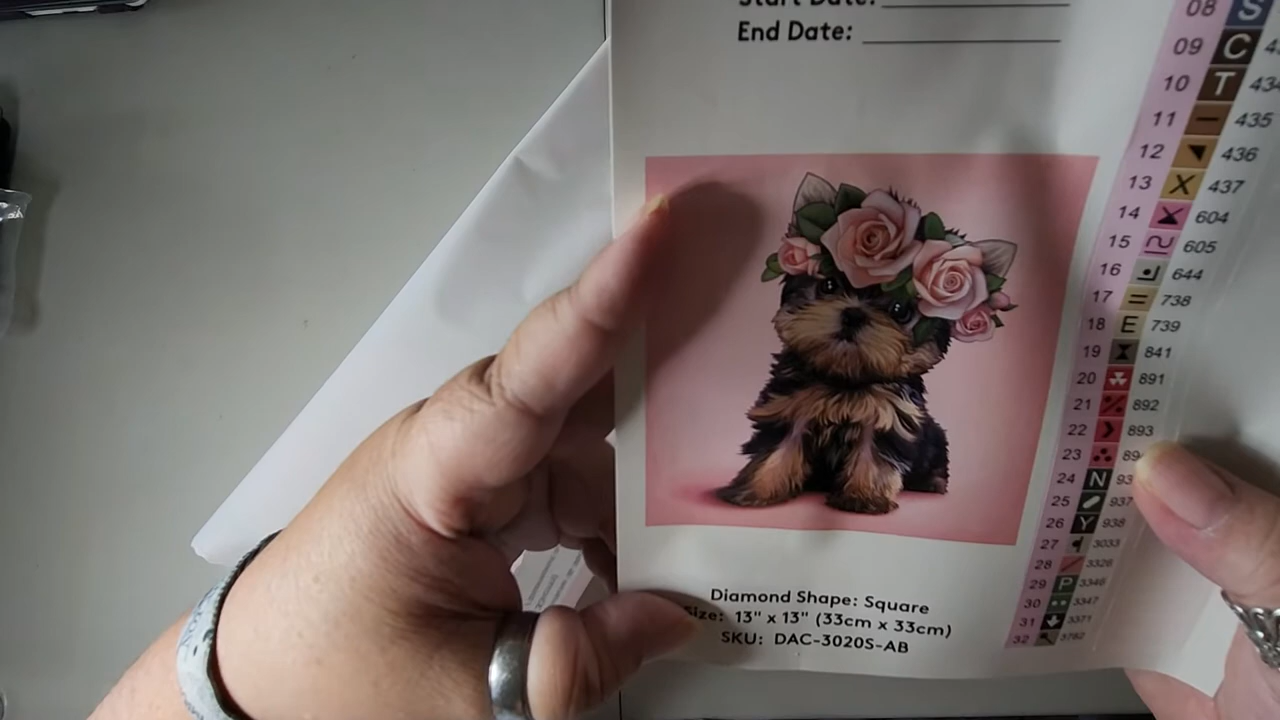 Start Date:
End Date:
08 S
09 C
10 T 434
11 435
12 436
13 X 437
14 604
15 605
16 644
17 = 738
18 E 739
19 841
20 891
21 892
22 893
23
24 N
25 937
26 Y 938
27 3033
28 3326
29 P 3346
30 3347
31 3371
32 3782
Diamond Shape: Square
Size: 13" x 13" (33cm x 33cm)
SKU: DAC-3020S-AB